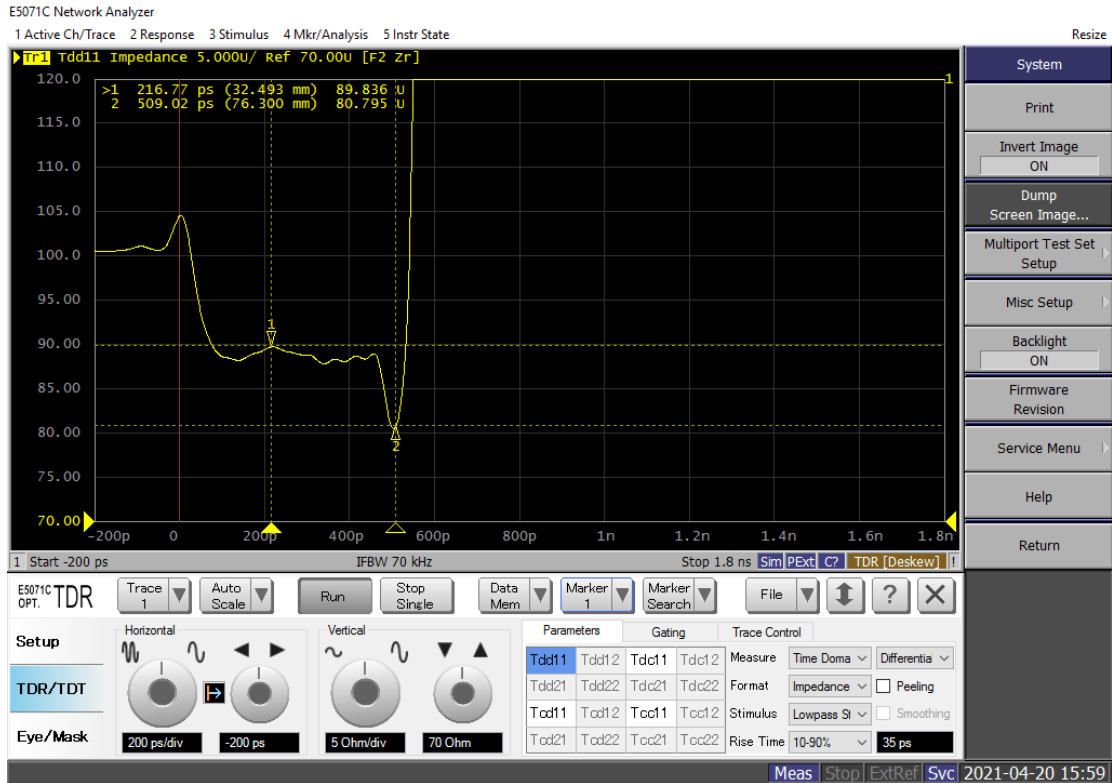 E5071C Network Analyzer
1 Active Ch/Trace 2 Response 3 Stimulus 4 Mkr/Analysis 5 Instr State Resize
Tr1 Tdd11 Impedance 5.000U/ Ref 70.00U [F2 Zr]
120.0
>1 216.77 ps (32.493 mm) 89.836 U
2 509.02 ps (76.300 mm) 80.795 U
1
115.0
110.0
105.0
100.0
95.00
1
90.00
85.00
80.00
2
75.00
70.00
-200p 0 200p 400p 600p 800p 1n 1.2n 1.4n 1.6n 1.8n
1 Start -200 ps IFBW 70 kHz Stop 1.8 ns Sim PExt C? TDR [Deskew] !
System
Print
Invert Image
ON
Dump
Screen Image...
Multiport Test Set
Setup
Misc Setup
Backlight
ON
Firmware
Revision
Service Menu
Help
Return
E5071C
OPT. TDR
Trace
1
Auto
Scale
Run
Stop
Single
Data
Mem
Marker
1
Marker
Search
File
?
Setup
TDR/TDT
Eye/Mask
Horizontal
200 ps/div -200 ps
Vertical
5 Ohm/div 70 Ohm
Parameters Gating Trace Control
Tdd11 Tdd12 Tdc11 Tdc12
Tdd21 Tdd22 Tdc21 Tdc22
Tcd11 Tcd12 Tcc11 Tcc12
Tcd21 Tcd22 Tcc21 Tcc22
Measure Time Doma Differentia
Format Impedance Peeling
Stimulus Lowpass St Smoothing
Rise Time 10-90% 35 ps
Meas Stop ExtRef Svc 2021-04-20 15:59